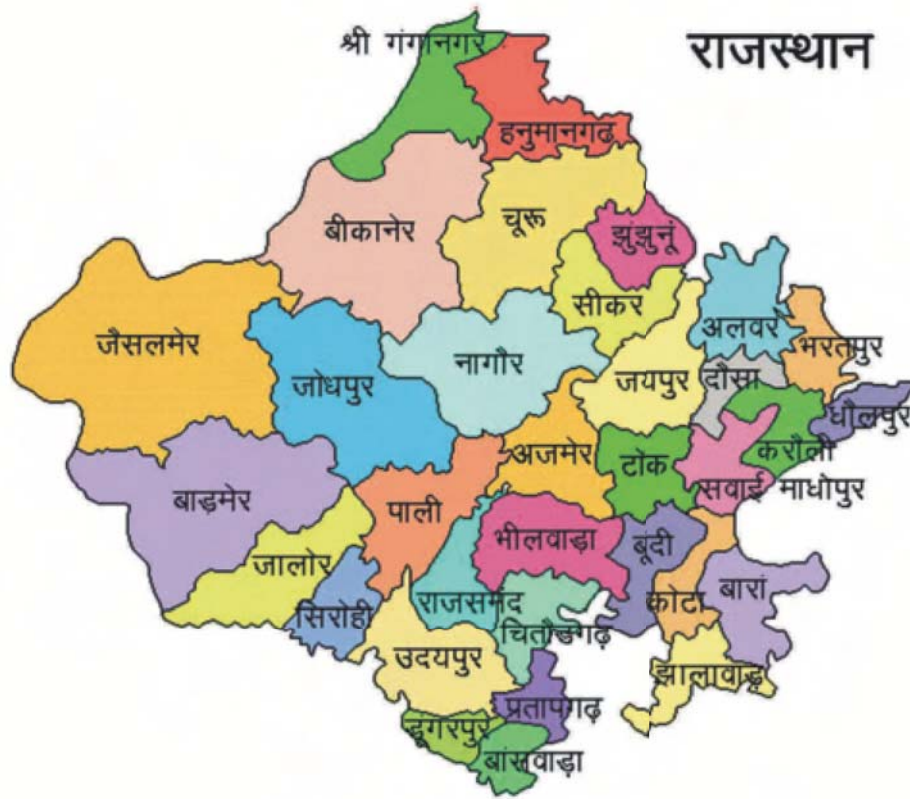 राजस्थान
श्री गंगानगर
हनुमानगढ
बीकानेर
चूरू
झुंझुनूं
सीकर
जैसलमेर
जोधपुर
नागौर
जयपुर
अलवर
दौसा
भरतपुर
धौलपुर
करौली
सवाई माधोपुर
टोंक
अजमेर
पाली
बाड़मेर
जालोर
सिरोही
राजसमंद
भीलवाड़ा
बूंदी
कोटा
बारां
चितौडगढ़
उदयपुर
झालावाड़
प्रतापगढ़
डूंगरपुर
बांसवाड़ा